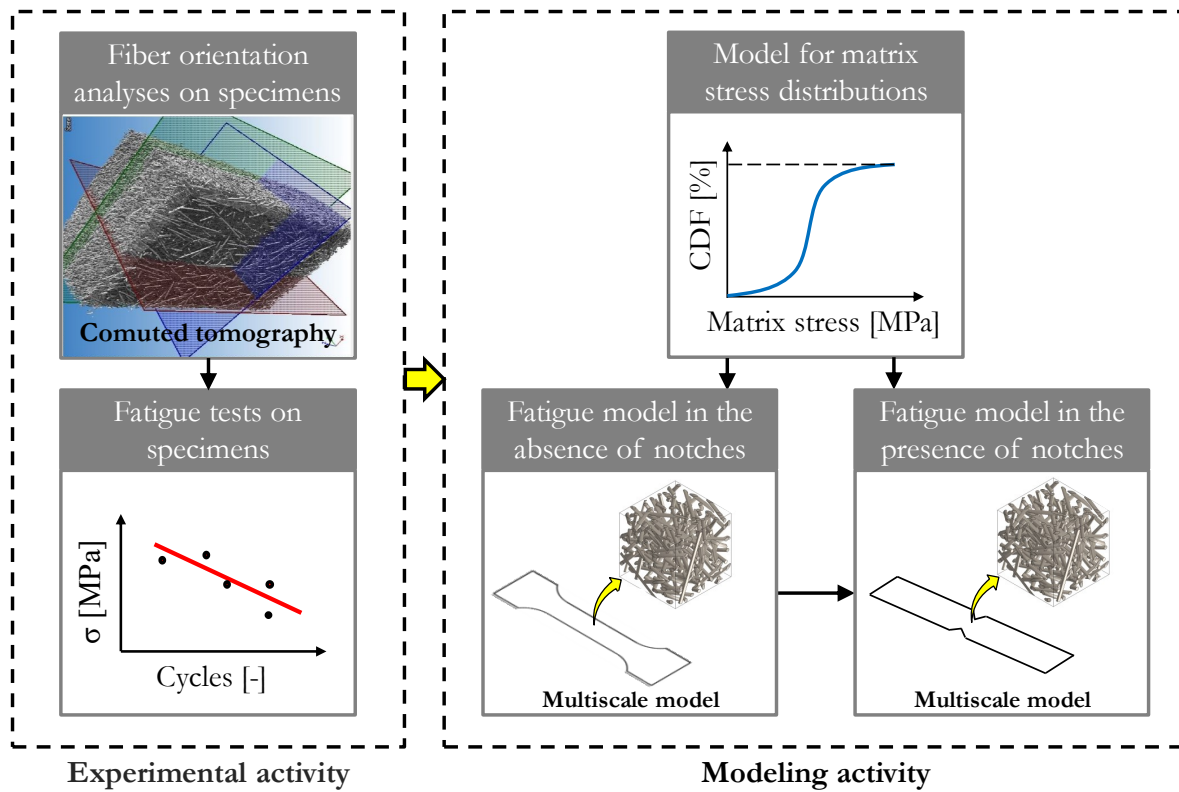 Fiber orientation
analyses on specimens
Comuted tomography
Fatigue tests on
specimens
σ [MPa]
Cycles [-]
Experimental activity
Model for matrix
stress distributions
CDF [%]
Matrix stress [MPa]
Fatigue model in the
absence of notches
Multiscale model
Fatigue model in the
presence of notches
Multiscale model
Modeling activity